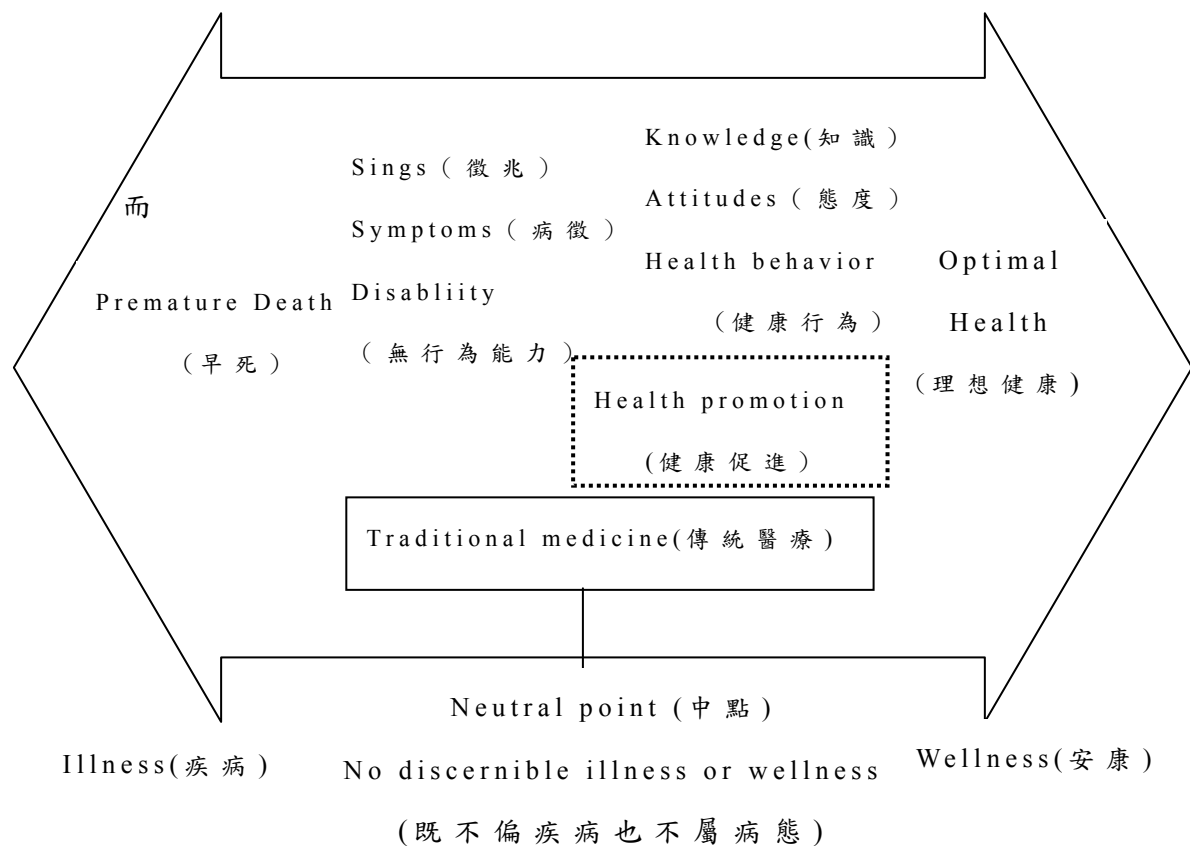 而
Premature Death
(早死)
Sings (徵兆)
Symptoms (病徵)
Disabliity
(無行為能力)
Knowledge(知識)
Attitudes (態度)
Health behavior
(健康行為)
Health promotion
(健康促進)
Optimal
Health
(理想健康)
Traditional medicine(傳統醫療)
Neutral point (中點)
No discernible illness or wellness
(既不偏疾病也不屬病態)
Illness(疾病)
Wellness(安康)